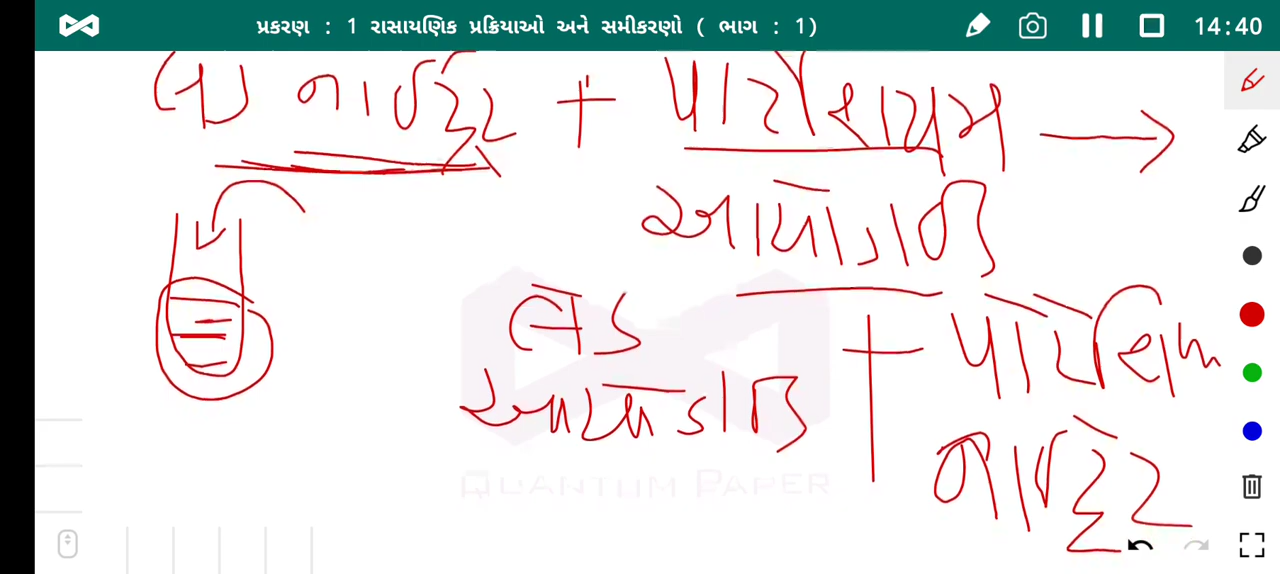 પ્રકરણ : 1 રાસાયણિક પ્રક્રિયાઓ અને સમીકરણો ( ભાગ : 1)
14:40
નાઈટ્રેટ + પોટેશિયમ →
આયોડાઈડ
લેડ
આયોડાઈડ
+ પોટેશિયમ
નાઈટ્રેટ
QUANTUM PAPER